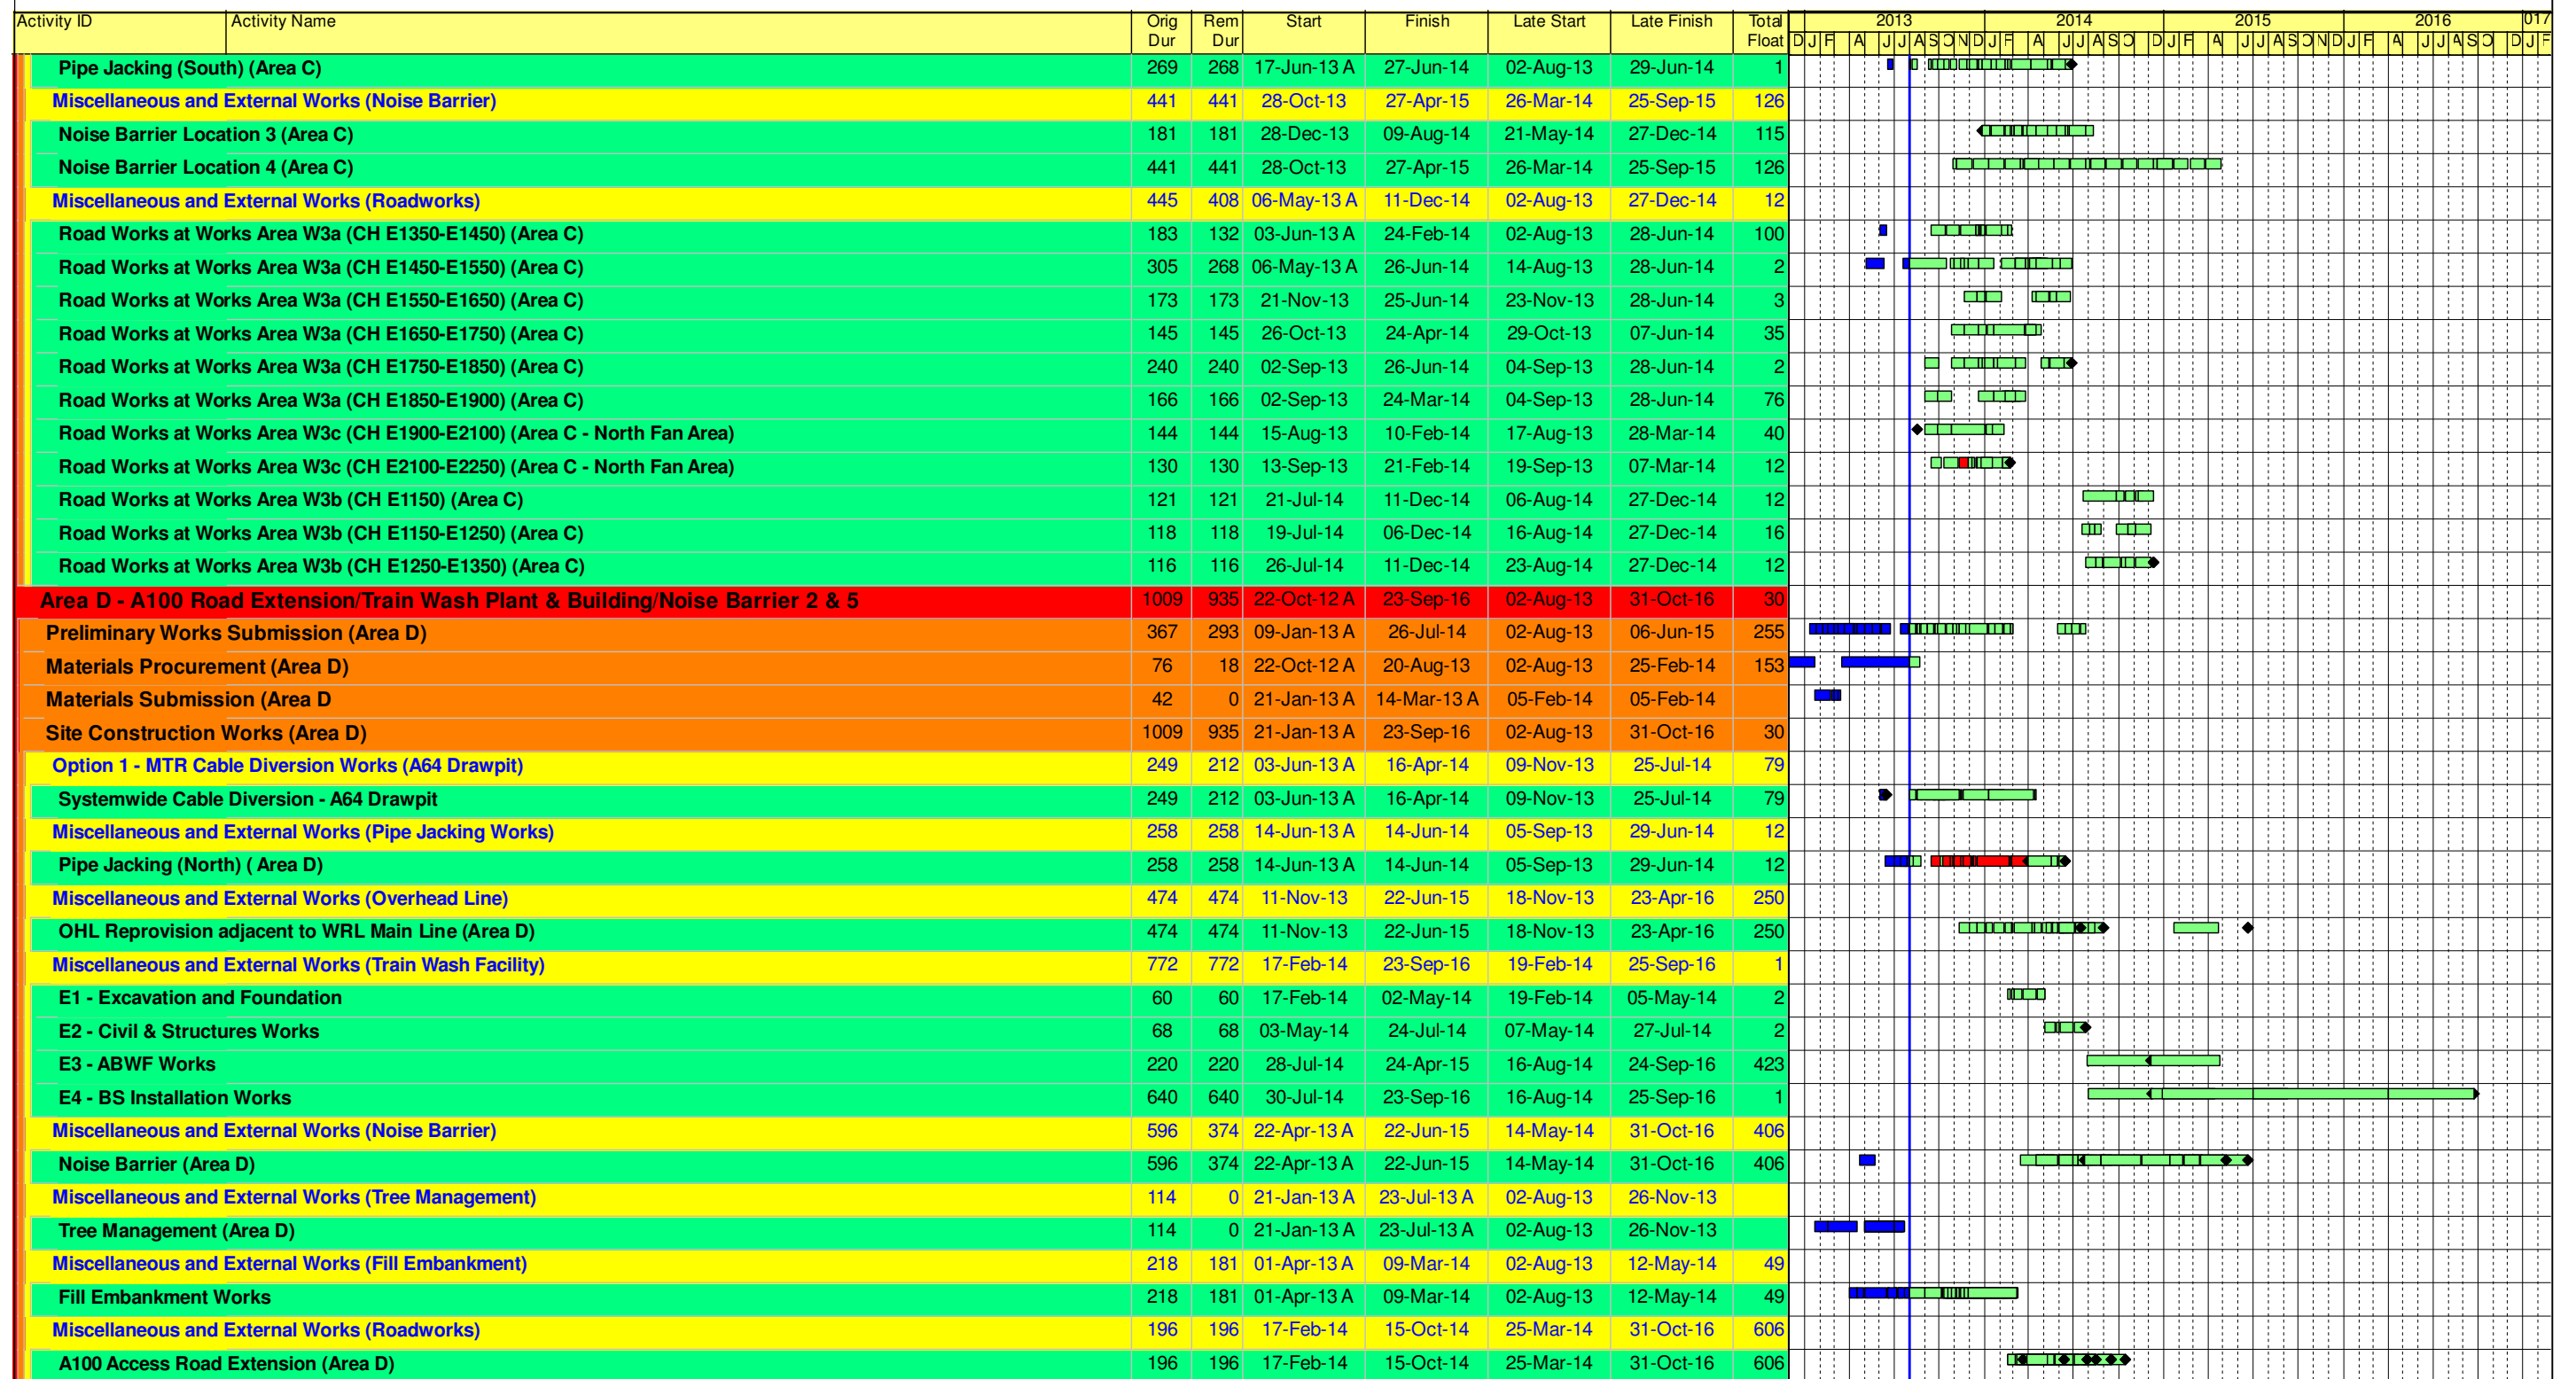 Activity ID Activity Name Orig Dur Rem Dur Start Finish Late Start Late Finish Total Float 2013 2014 2015 2016 017
D J F A J J A S O N D J F A J J A S O D J F A J J A S O N D J F A J J A S O D J F
Pipe Jacking (South) (Area C) 269 268 17-Jun-13 A 27-Jun-14 02-Aug-13 29-Jun-14 1
Miscellaneous and External Works (Noise Barrier) 441 441 28-Oct-13 27-Apr-15 26-Mar-14 25-Sep-15 126
Noise Barrier Location 3 (Area C) 181 181 28-Dec-13 09-Aug-14 21-May-14 27-Dec-14 115
Noise Barrier Location 4 (Area C) 441 441 28-Oct-13 27-Apr-15 26-Mar-14 25-Sep-15 126
Miscellaneous and External Works (Roadworks) 445 408 06-May-13 A 11-Dec-14 02-Aug-13 27-Dec-14 12
Road Works at Works Area W3a (CH E1350-E1450) (Area C) 183 132 03-Jun-13 A 24-Feb-14 02-Aug-13 28-Jun-14 100
Road Works at Works Area W3a (CH E1450-E1550) (Area C) 305 268 06-May-13 A 26-Jun-14 14-Aug-13 28-Jun-14 2
Road Works at Works Area W3a (CH E1550-E1650) (Area C) 173 173 21-Nov-13 25-Jun-14 23-Nov-13 28-Jun-14 3
Road Works at Works Area W3a (CH E1650-E1750) (Area C) 145 145 26-Oct-13 24-Apr-14 29-Oct-13 07-Jun-14 35
Road Works at Works Area W3a (CH E1750-E1850) (Area C) 240 240 02-Sep-13 26-Jun-14 04-Sep-13 28-Jun-14 2
Road Works at Works Area W3a (CH E1850-E1900) (Area C) 166 166 02-Sep-13 24-Mar-14 04-Sep-13 28-Jun-14 76
Road Works at Works Area W3c (CH E1900-E2100) (Area C - North Fan Area) 144 144 15-Aug-13 10-Feb-14 17-Aug-13 28-Mar-14 40
Road Works at Works Area W3c (CH E2100-E2250) (Area C - North Fan Area) 130 130 13-Sep-13 21-Feb-14 19-Sep-13 07-Mar-14 12
Road Works at Works Area W3b (CH E1150) (Area C) 121 121 21-Jul-14 11-Dec-14 06-Aug-14 27-Dec-14 12
Road Works at Works Area W3b (CH E1150-E1250) (Area C) 118 118 19-Jul-14 06-Dec-14 16-Aug-14 27-Dec-14 16
Road Works at Works Area W3b (CH E1250-E1350) (Area C) 116 116 26-Jul-14 11-Dec-14 23-Aug-14 27-Dec-14 12
Area D - A100 Road Extension/Train Wash Plant & Building/Noise Barrier 2 & 5 1009 935 22-Oct-12 A 23-Sep-16 02-Aug-13 31-Oct-16 30
Preliminary Works Submission (Area D) 367 293 09-Jan-13 A 26-Jul-14 02-Aug-13 06-Jun-15 255
Materials Procurement (Area D) 76 18 22-Oct-12 A 20-Aug-13 02-Aug-13 25-Feb-14 153
Materials Submission (Area D 42 0 21-Jan-13 A 14-Mar-13 A 05-Feb-14 05-Feb-14
Site Construction Works (Area D) 1009 935 21-Jan-13 A 23-Sep-16 02-Aug-13 31-Oct-16 30
Option 1 - MTR Cable Diversion Works (A64 Drawpit) 249 212 03-Jun-13 A 16-Apr-14 09-Nov-13 25-Jul-14 79
Systemwide Cable Diversion - A64 Drawpit 249 212 03-Jun-13 A 16-Apr-14 09-Nov-13 25-Jul-14 79
Miscellaneous and External Works (Pipe Jacking Works) 258 258 14-Jun-13 A 14-Jun-14 05-Sep-13 29-Jun-14 12
Pipe Jacking (North) ( Area D) 258 258 14-Jun-13 A 14-Jun-14 05-Sep-13 29-Jun-14 12
Miscellaneous and External Works (Overhead Line) 474 474 11-Nov-13 22-Jun-15 18-Nov-13 23-Apr-16 250
OHL Reprovision adjacent to WRL Main Line (Area D) 474 474 11-Nov-13 22-Jun-15 18-Nov-13 23-Apr-16 250
Miscellaneous and External Works (Train Wash Facility) 772 772 17-Feb-14 23-Sep-16 19-Feb-14 25-Sep-16 1
E1 - Excavation and Foundation 60 60 17-Feb-14 02-May-14 19-Feb-14 05-May-14 2
E2 - Civil & Structures Works 68 68 03-May-14 24-Jul-14 07-May-14 27-Jul-14 2
E3 - ABWF Works 220 220 28-Jul-14 24-Apr-15 16-Aug-14 24-Sep-16 423
E4 - BS Installation Works 640 640 30-Jul-14 23-Sep-16 16-Aug-14 25-Sep-16 1
Miscellaneous and External Works (Noise Barrier) 596 374 22-Apr-13 A 22-Jun-15 14-May-14 31-Oct-16 406
Noise Barrier (Area D) 596 374 22-Apr-13 A 22-Jun-15 14-May-14 31-Oct-16 406
Miscellaneous and External Works (Tree Management) 114 0 21-Jan-13 A 23-Jul-13 A 02-Aug-13 26-Nov-13
Tree Management (Area D) 114 0 21-Jan-13 A 23-Jul-13 A 02-Aug-13 26-Nov-13
Miscellaneous and External Works (Fill Embankment) 218 181 01-Apr-13 A 09-Mar-14 02-Aug-13 12-May-14 49
Fill Embankment Works 218 181 01-Apr-13 A 09-Mar-14 02-Aug-13 12-May-14 49
Miscellaneous and External Works (Roadworks) 196 196 17-Feb-14 15-Oct-14 25-Mar-14 31-Oct-16 606
A100 Access Road Extension (Area D) 196 196 17-Feb-14 15-Oct-14 25-Mar-14 31-Oct-16 606